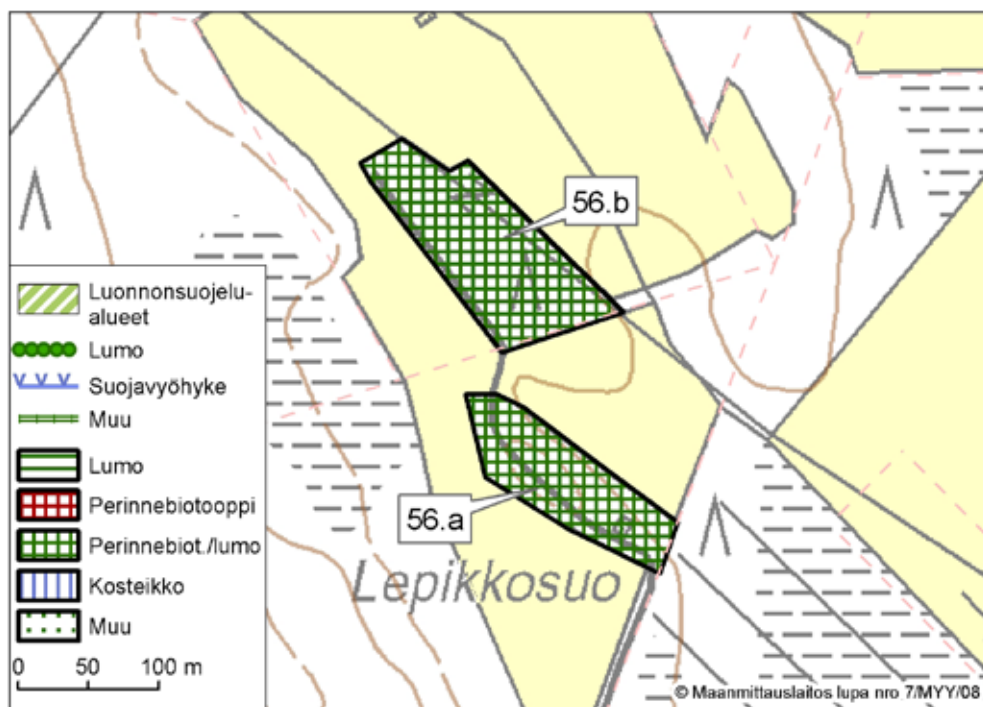 56.b
Luonnonsuojelu-
alueet
Lumo
Suojavyöhyke
Muu
Lumo
Perinnebiotooppi
56.a
Perinnebiot./lumo
Kosteikko
Lepikkosuo
Muu
0 50 100 m
© Maanmittauslaitos lupa nro 7/MYY/08